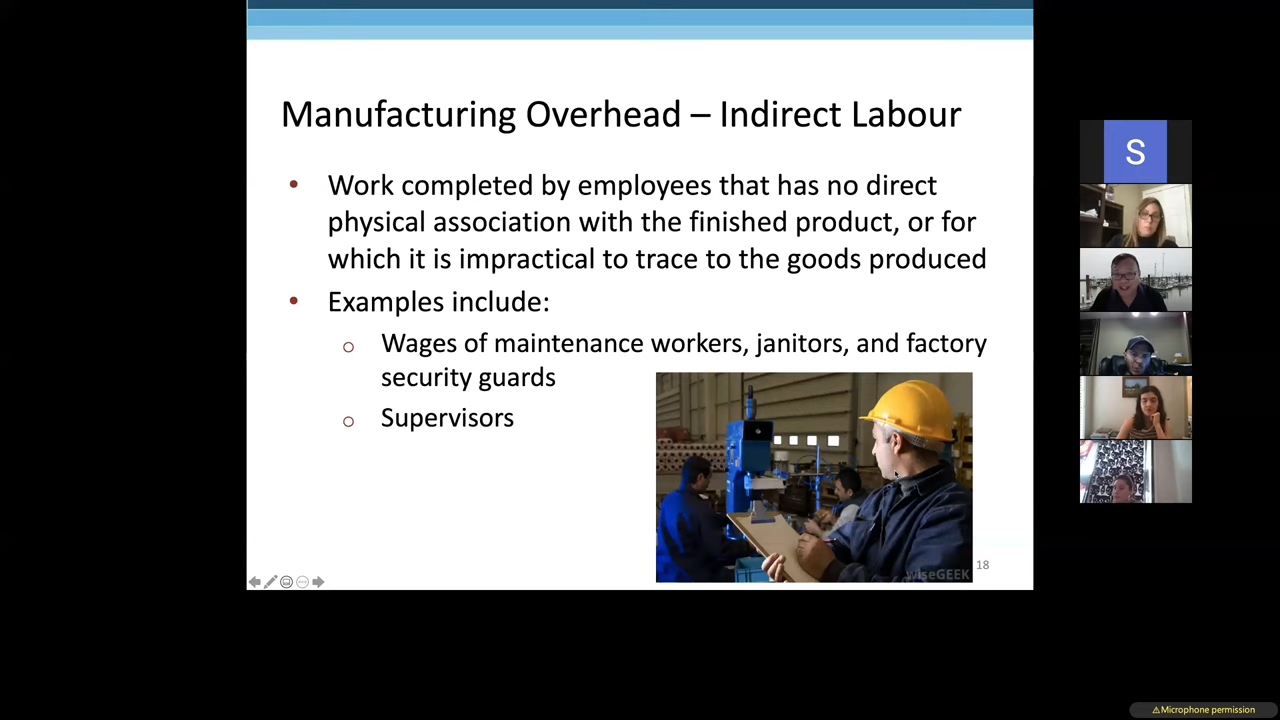 Manufacturing Overhead – Indirect Labour
• Work completed by employees that has no direct
physical association with the finished product, or for
which it is impractical to trace to the goods produced
• Examples include:
o Wages of maintenance workers, janitors, and factory
security guards
o Supervisors
wiseGEEK
18
S
⚠Microphone permission